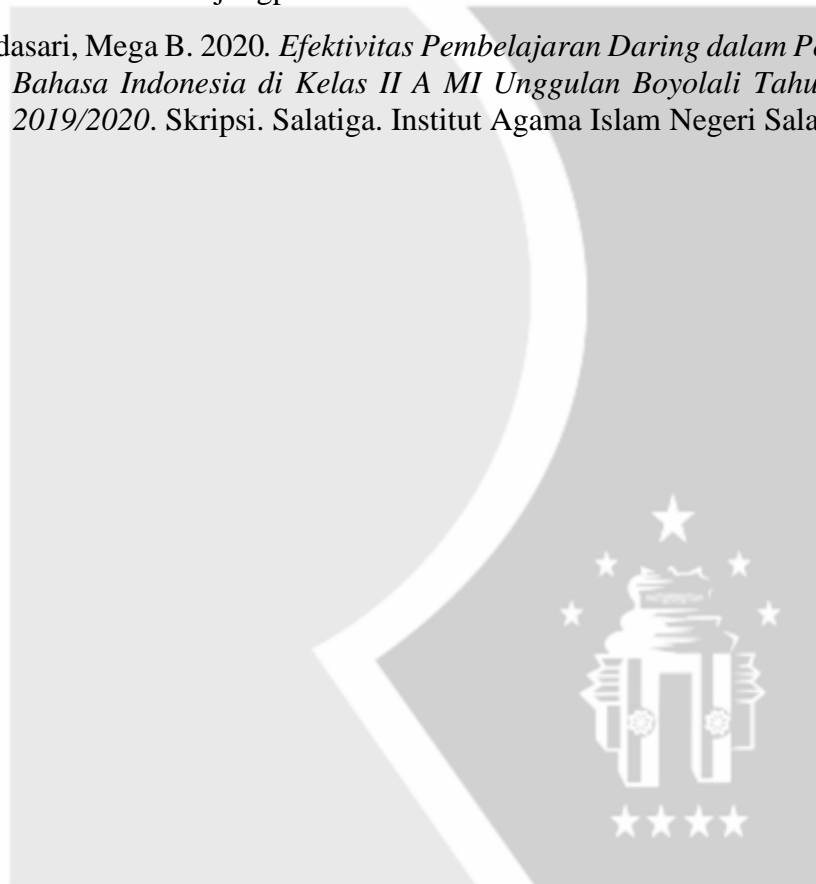 dasari, Mega B. 2020. Efektivitas Pembelajaran Daring dalam
Bahasa Indonesia di Kelas II A MI Unggulan Boyolali Tahu
2019/2020. Skripsi. Salatiga. Institut Agama Islam Negeri Sala